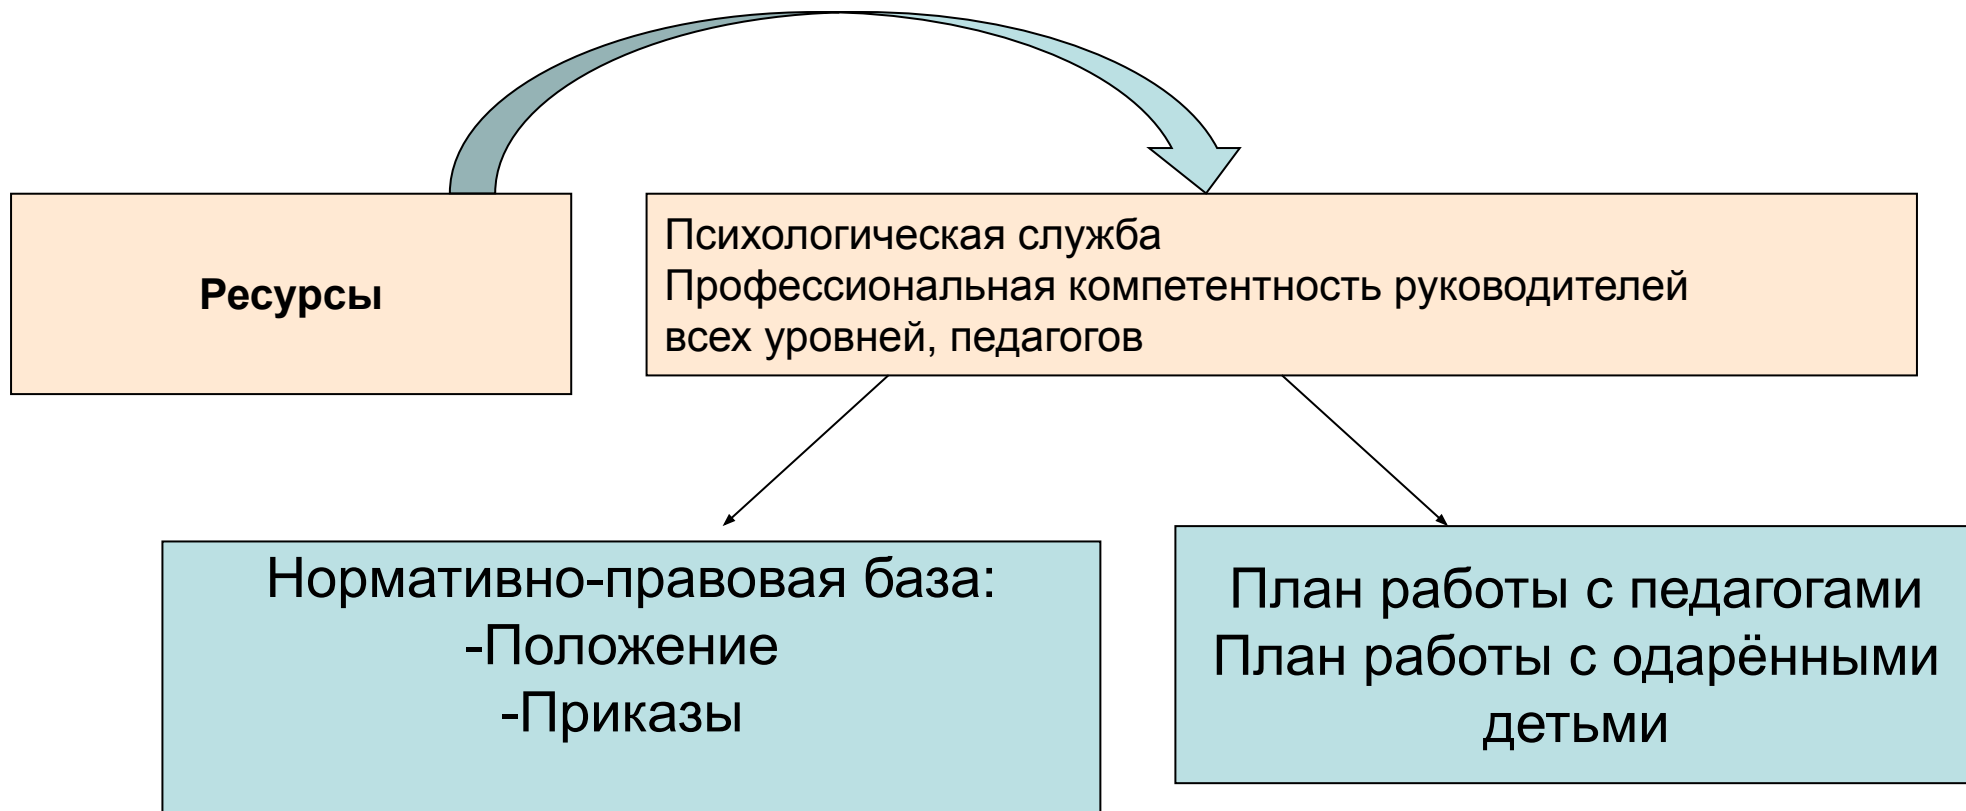 Ресурсы
Психологическая служба
Профессиональная компетентность руководителей
всех уровней, педагогов
Нормативно-правовая база:
-Положение
-Приказы
План работы с педагогами
План работы с одарёнными
детьми